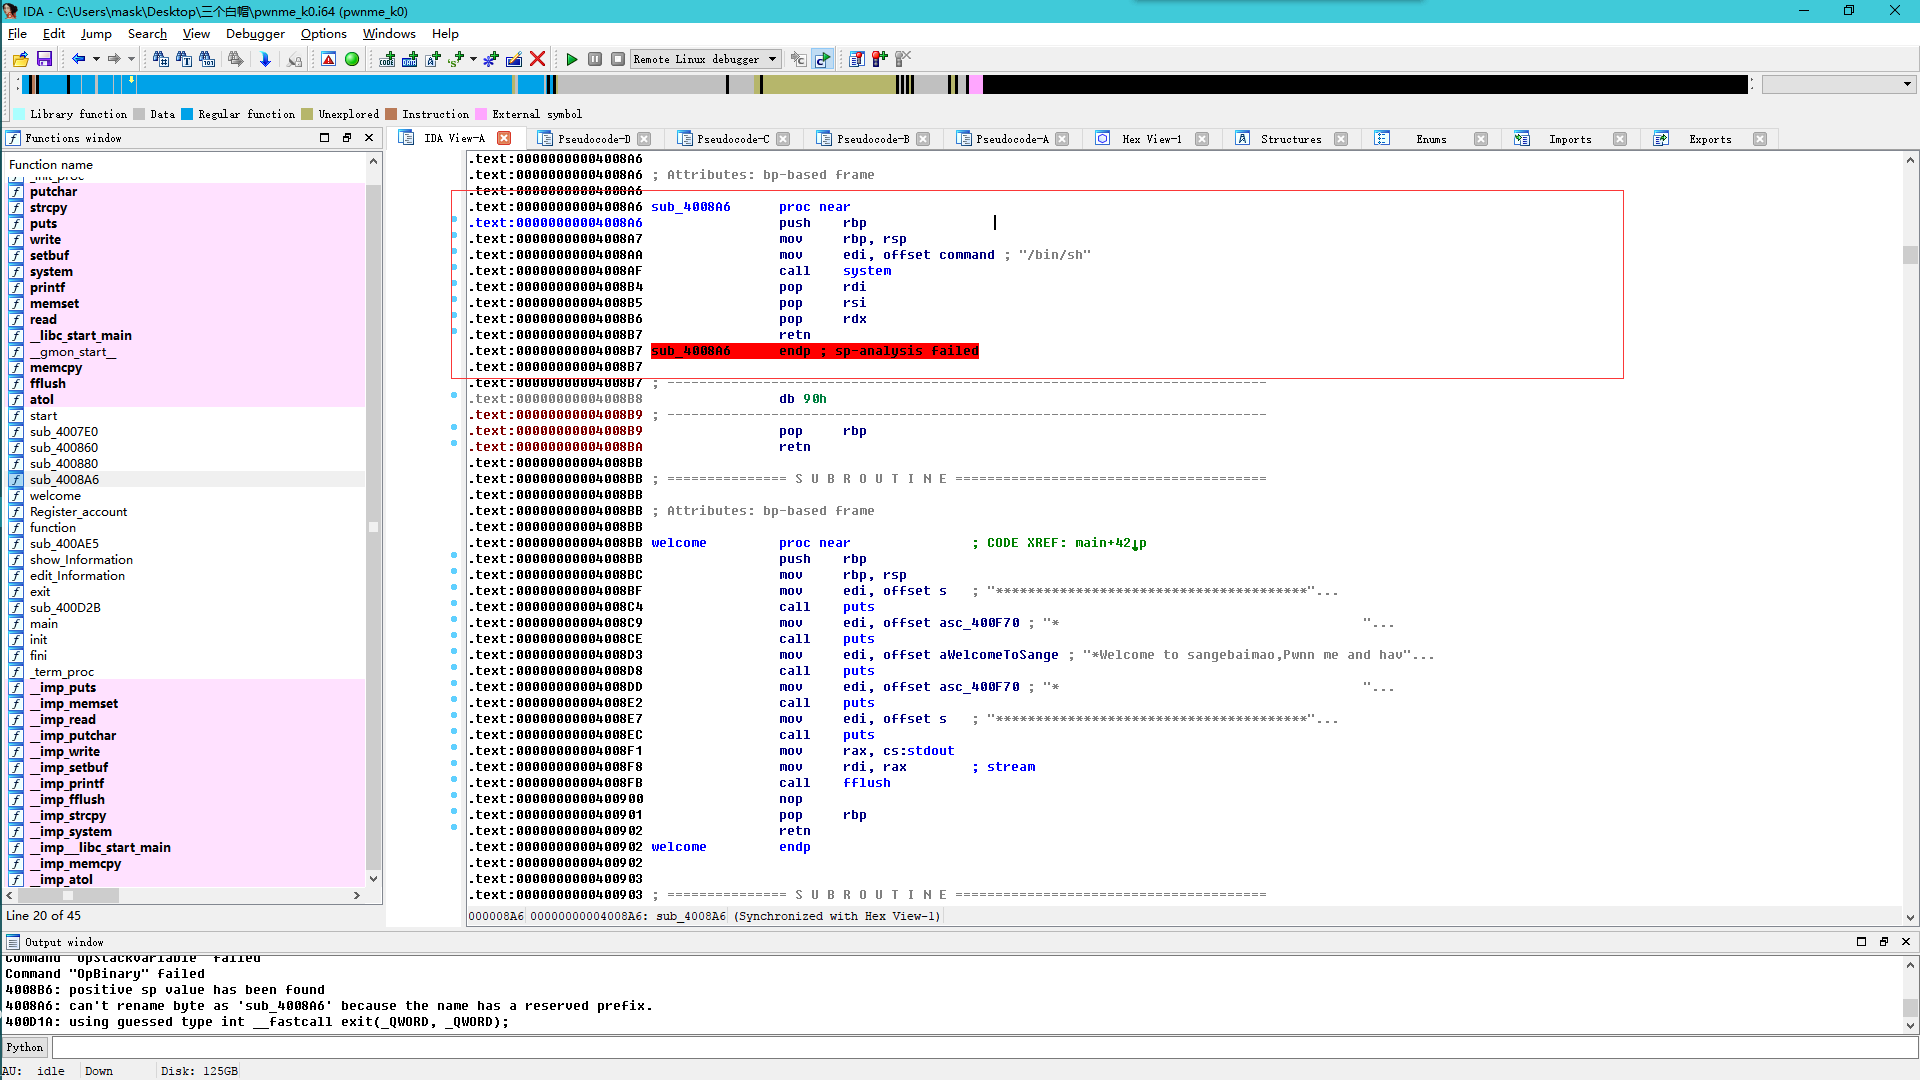 IDA - C:\Users\mask\Desktop\三个白帽\pwnme_k0.i64 (pwnme_k0)
File Edit Jump Search View Debugger Options Windows Help
Remote Linux debugger
Library function Data Regular function Unexplored Instruction External symbol
Functions window
IDA View-A Pseudocode-D Pseudocode-C Pseudocode-B Pseudocode-A Hex View-1 Structures Enums Imports Exports
Function name
_init_proc
putchar
strcpy
puts
write
setbuf
system
printf
memset
read
__libc_start_main
__gmon_start__
memcpy
fflush
atol
start
sub_4007E0
sub_400860
sub_400880
sub_4008A6
welcome
Register_account
function
sub_400AE5
show_Information
edit_Information
exit
sub_400D2B
main
init
fini
_term_proc
__imp_puts
__imp_memset
__imp_read
__imp_putchar
__imp_write
__imp_setbuf
__imp_printf
__imp_fflush
__imp_strcpy
__imp_system
__imp__libc_start_main
__imp_memcpy
__imp_atol
Line 20 of 45
.text:00000000004008A6
.text:00000000004008A6 ; Attributes: bp-based frame
.text:00000000004008A6
.text:00000000004008A6 sub_4008A6 proc near
.text:00000000004008A6 push rbp
.text:00000000004008A7 mov rbp, rsp
.text:00000000004008AA mov edi, offset command ; "/bin/sh"
.text:00000000004008AF call system
.text:00000000004008B4 pop rdi
.text:00000000004008B5 pop rsi
.text:00000000004008B6 pop rdx
.text:00000000004008B7 retn
.text:00000000004008B7 sub_4008A6 endp ; sp-analysis failed
.text:00000000004008B7
.text:00000000004008B7 ; ---------------------------------------------------------------------------
.text:00000000004008B8 db 90h
.text:00000000004008B9 ; ---------------------------------------------------------------------------
.text:00000000004008B9 pop rbp
.text:00000000004008BA retn
.text:00000000004008BB
.text:00000000004008BB ; =============== S U B R O U T I N E =======================================
.text:00000000004008BB
.text:00000000004008BB ; Attributes: bp-based frame
.text:00000000004008BB
.text:00000000004008BB welcome proc near ; CODE XREF: main+42↓p
.text:00000000004008BB push rbp
.text:00000000004008BC mov rbp, rsp
.text:00000000004008BF mov edi, offset s ; "***************************************"...
.text:00000000004008C4 call puts
.text:00000000004008C9 mov edi, offset asc_400F70 ; "* "...
.text:00000000004008CE call puts
.text:00000000004008D3 mov edi, offset aWelcomeToSange ; "*Welcome to sangebaimao,Pwnn me and hav"...
.text:00000000004008D8 call puts
.text:00000000004008DD mov edi, offset asc_400F70 ; "* "...
.text:00000000004008E2 call puts
.text:00000000004008E7 mov edi, offset s ; "***************************************"...
.text:00000000004008EC call puts
.text:00000000004008F1 mov rax, cs:stdout
.text:00000000004008F8 mov rdi, rax ; stream
.text:00000000004008FB call fflush
.text:0000000000400900 nop
.text:0000000000400901 pop rbp
.text:0000000000400902 retn
.text:0000000000400902 welcome endp
.text:0000000000400902
.text:0000000000400903
.text:0000000000400903 ; =============== S U B R O U T I N E =======================================
000008A6 00000000004008A6: sub_4008A6 (Synchronized with Hex View-1)
Output window
Command "OpStackVariable" failed
Command "OpBinary" failed
4008B6: positive sp value has been found
4008A6: can't rename byte as 'sub_4008A6' because the name has a reserved prefix.
400D1A: using guessed type int __fastcall exit(_QWORD, _QWORD);
Python
AU: idle Down Disk: 125GB